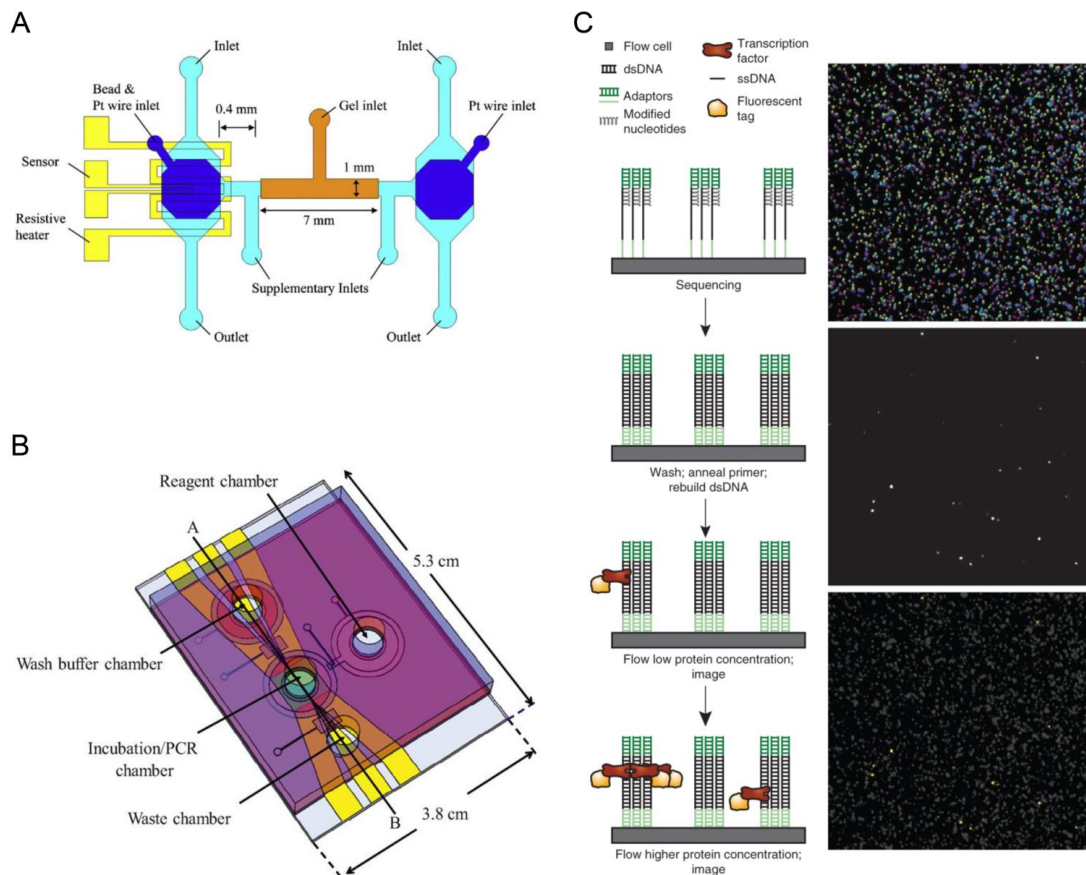 A
Inlet
Inlet
Bead &
Pt wire inlet
0.4 mm
Gel inlet
Pt wire inlet
Sensor
1 mm
Resistive
heater
7 mm
Supplementary Inlets
Outlet
Outlet
B
Reagent chamber
A
5.3 cm
Wash buffer chamber
Incubation/PCR
chamber
Waste chamber
B
3.8 cm
C
Flow cell
dsDNA
Adaptors
Modified
nucleotides
Transcription
factor
ssDNA
Fluorescent
tag
Sequencing
Wash; anneal primer;
rebuild dsDNA
Flow low protein concentration;
image
Flow higher protein concentration;
image